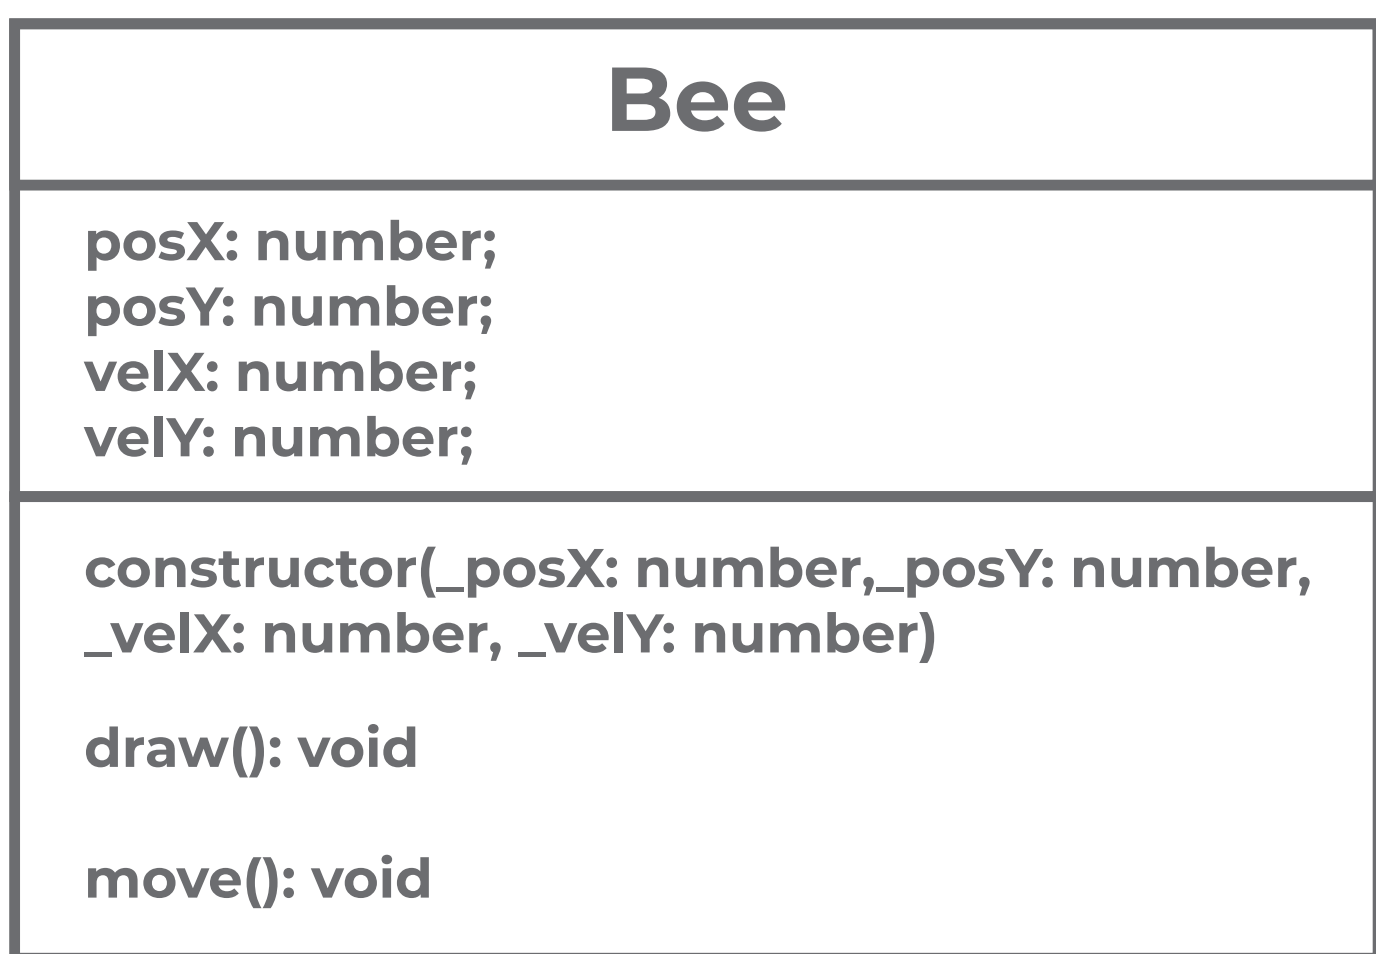 Bee
posX: number;
posY: number;
velX: number;
velY: number;
constructor(_posX: number,_posY: number,
_velX: number, _velY: number)
draw(): void
move(): void